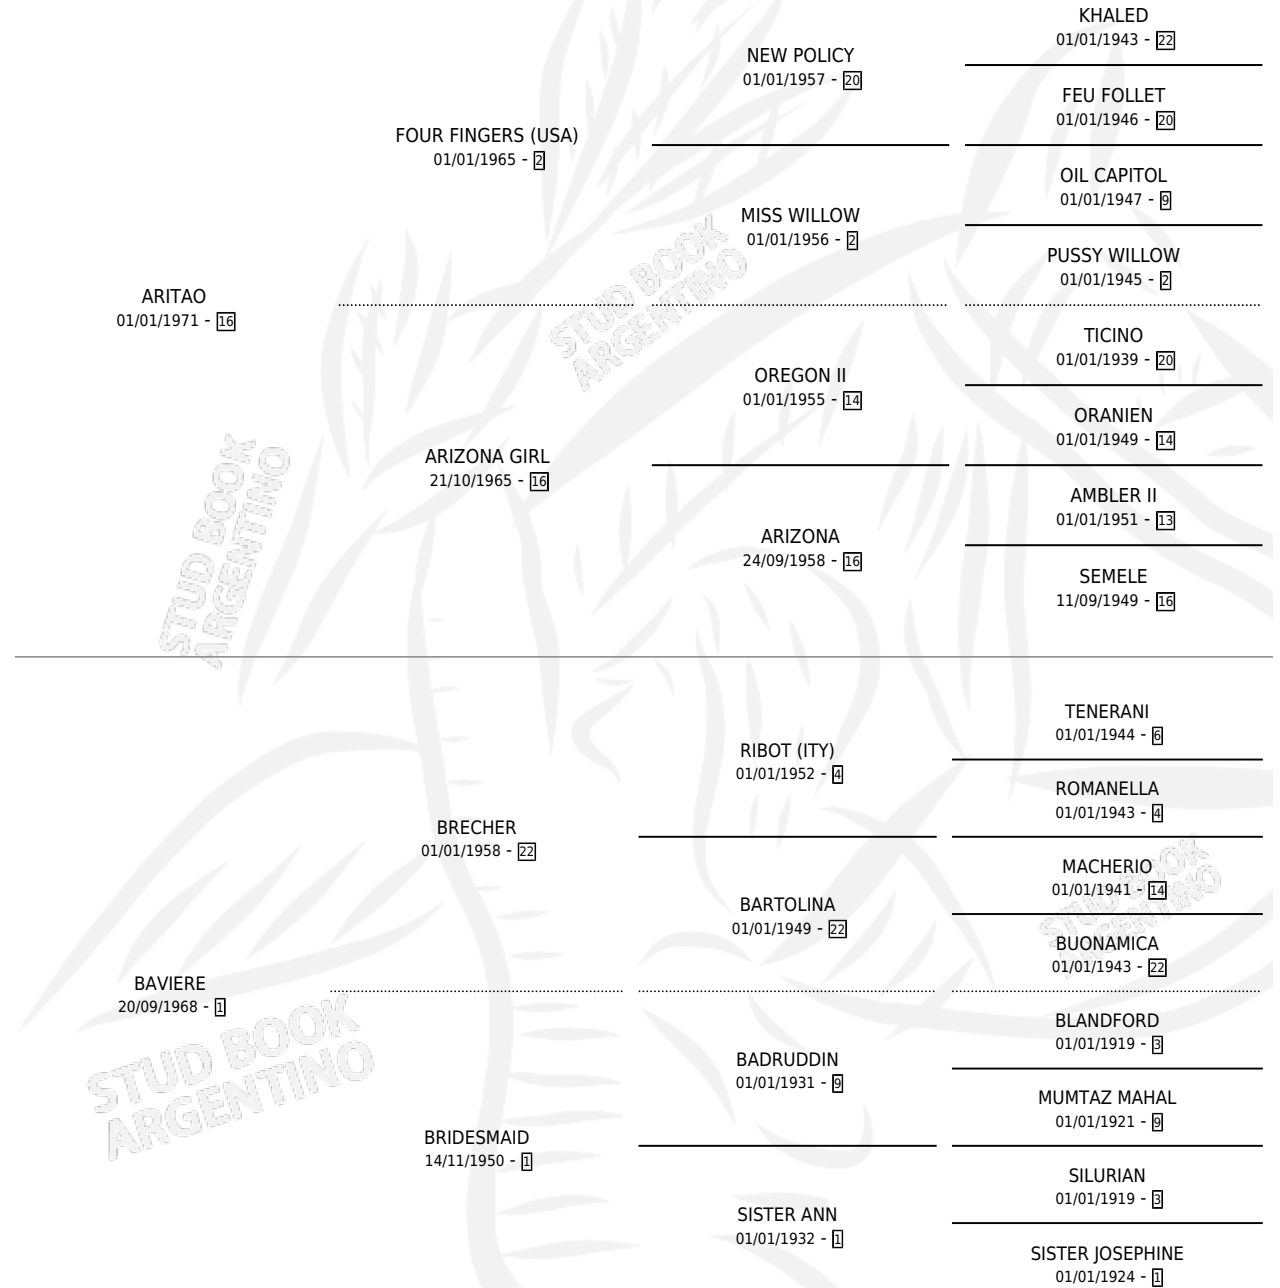 KHALED
01/01/1943 - 22
NEW POLICY
01/01/1957 - 20
FEU FOLLET
01/01/1946 - 20
FOUR FINGERS (USA)
01/01/1965 - 2
OIL CAPITOL
01/01/1947 - 9
MISS WILLOW
01/01/1956 - 2
PUSSY WILLOW
01/01/1945 - 2
ARITAO
01/01/1971 - 16
STUD BOOK
ARGENTINO
TICINO
01/01/1939 - 20
OREGON II
01/01/1955 - 14
ORANIEN
01/01/1949 - 14
ARIZONA GIRL
21/10/1965 - 16
AMBLER II
01/01/1951 - 13
ARIZONA
24/09/1958 - 16
SEMELE
11/09/1949 - 16
STUD BOOK
ARGENTINO
TENERANI
01/01/1944 - 6
RIBOT (ITY)
01/01/1952 - 4
ROMANELLA
01/01/1943 - 4
BRECHER
01/01/1958 - 22
MACHERIO
01/01/1941 - 14
BARTOLINA
01/01/1949 - 22
STUD BOOK
ARGENTINO
BUONAMICA
01/01/1943 - 22
BAVIERE
20/09/1968 - 1
BLANDFORD
01/01/1919 - 3
BADRUDDIN
01/01/1931 - 9
STUD BOOK
ARGENTINO
MUMTAZ MAHAL
01/01/1921 - 9
BRIDESMAID
14/11/1950 - 1
SILURIAN
01/01/1919 - 3
SISTER ANN
01/01/1932 - 1
SISTER JOSEPHINE
01/01/1924 - 1